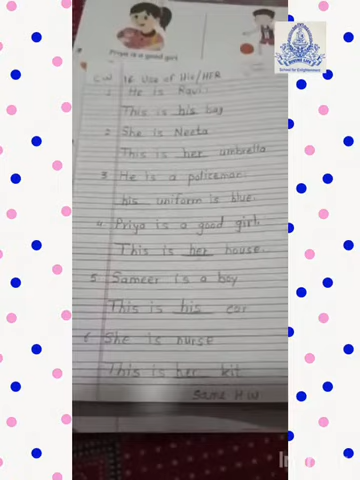 Priya is a good girl
C W 16 Use of His/HER
1 He is Ravi.
This is his bag
2 She is Neeta
This is her umbrella
3 He is a policeman.
his uniform is blue.
4 Priya is a good girl.
This is her house.
5 Sameer is a boy
This is his car
6 She is nurse
This is her kit
Same H W